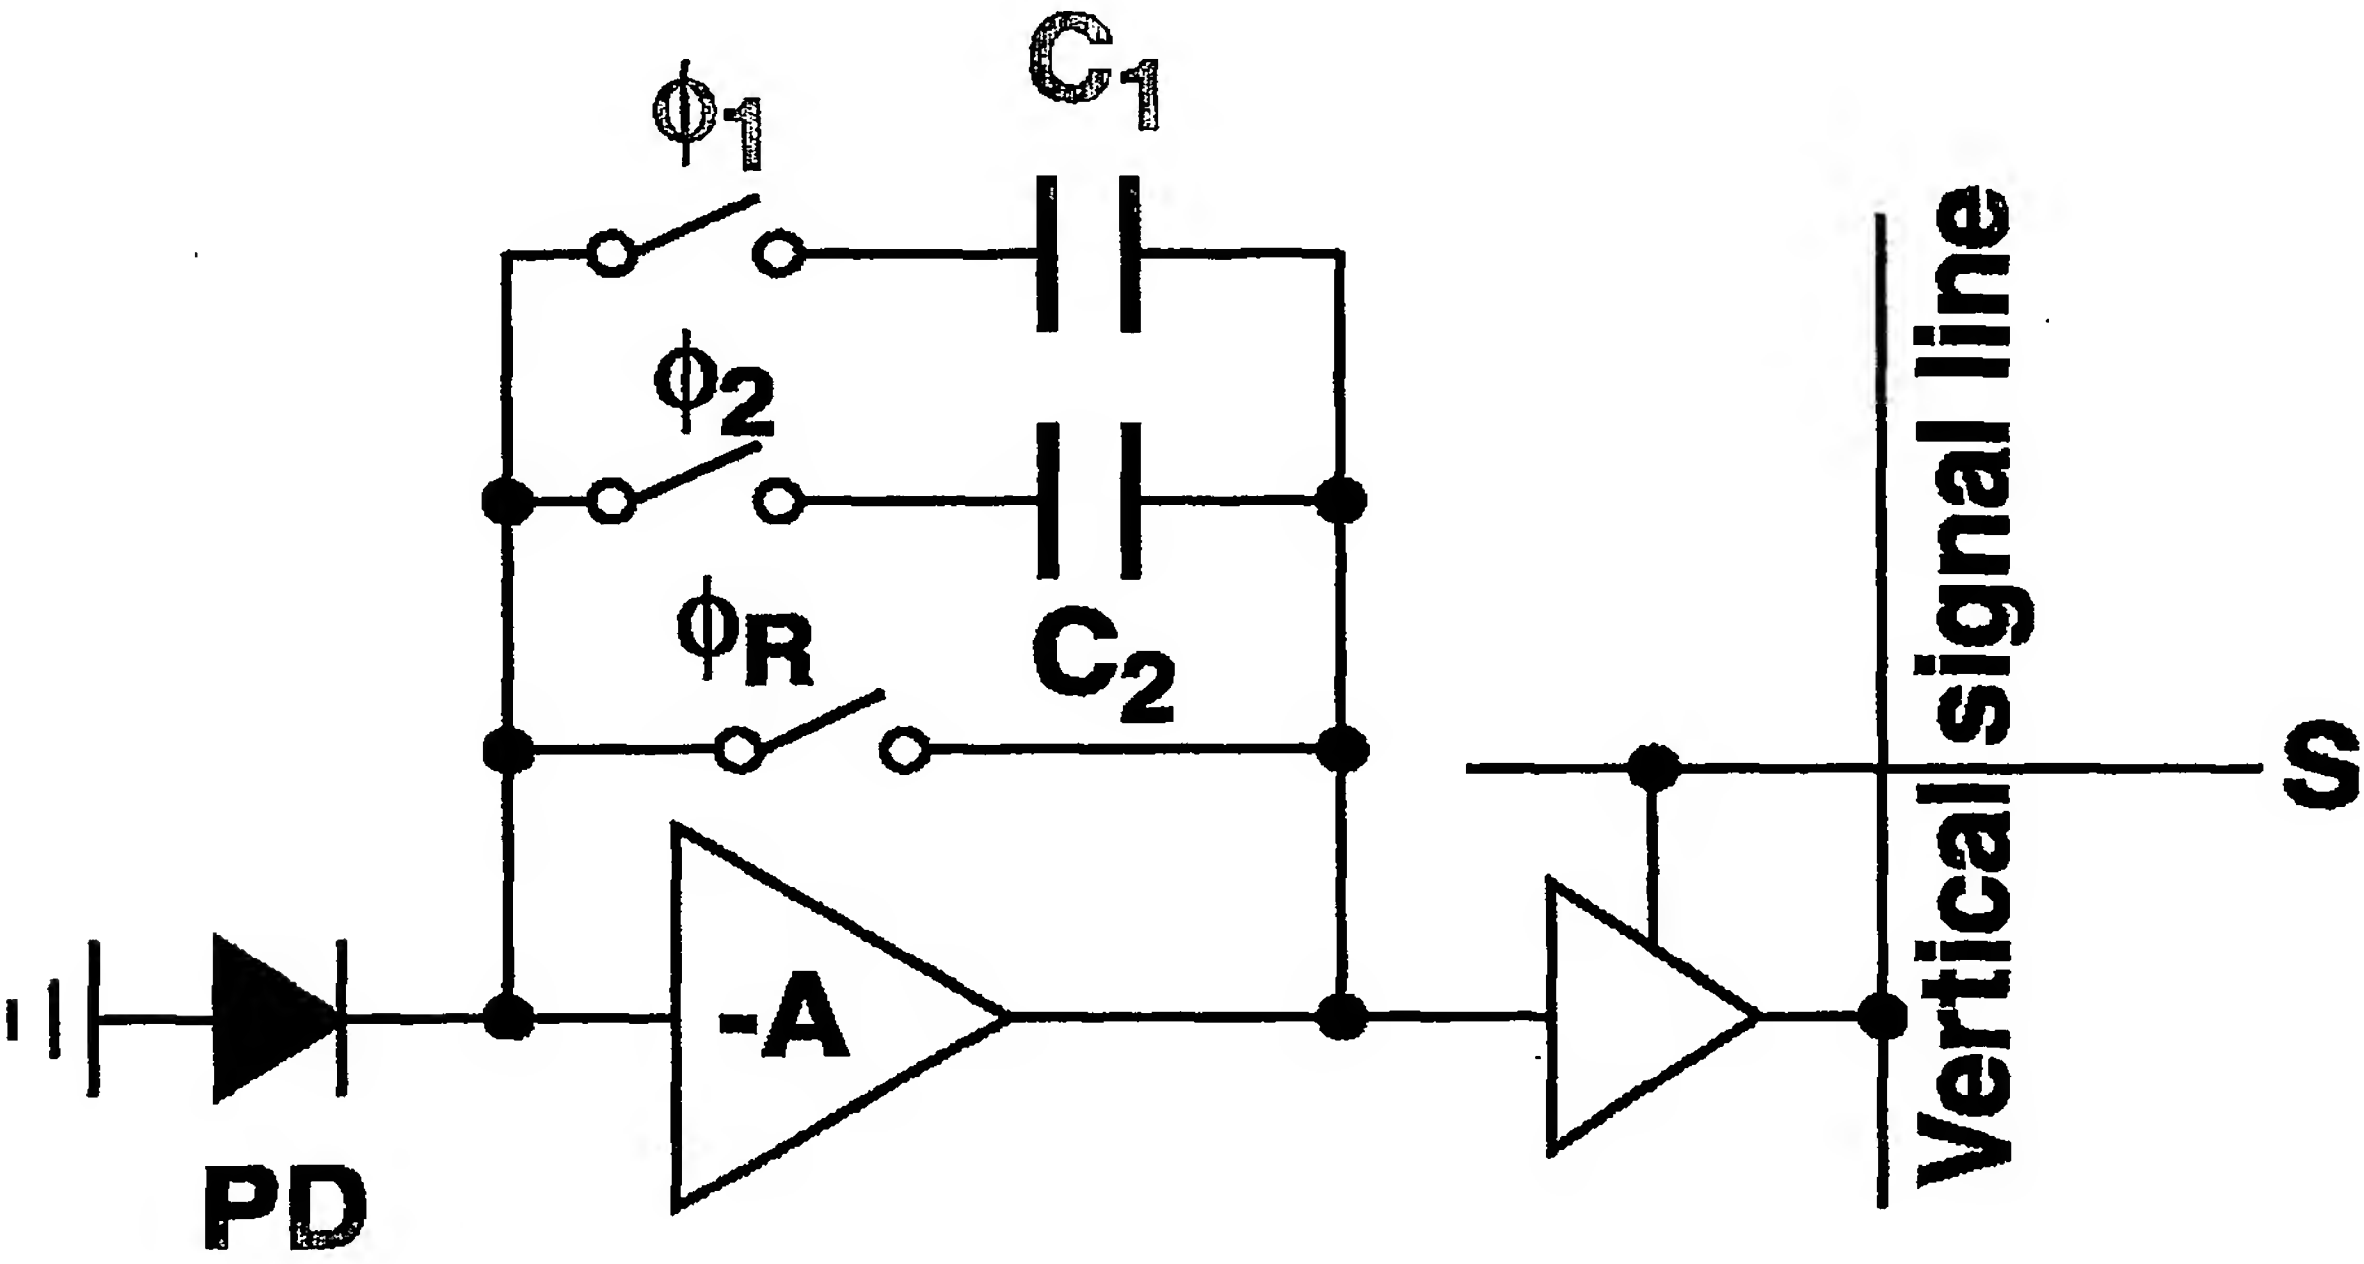 C1
ϕ1
ϕ2
ϕR
C2
S
-A
PD
Vertical signal line